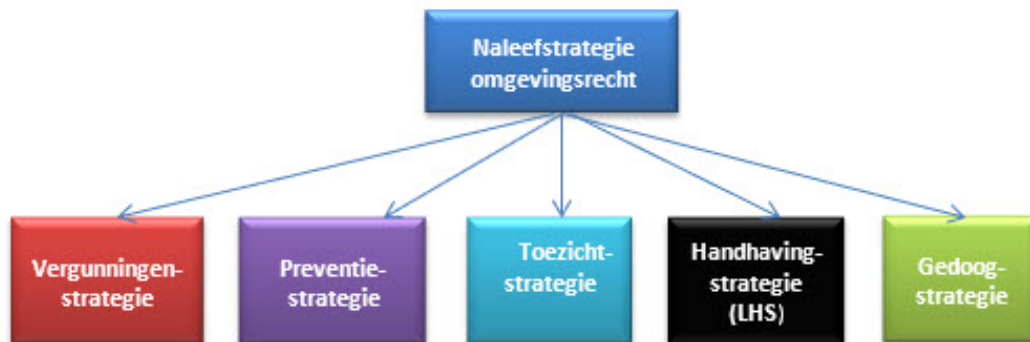 Naleefstrategie
omgevingsrecht
Vergunningen-
strategie
Preventie-
strategie
Toezicht-
strategie
Handhaving-
strategie
(LHS)
Gedoog-
strategie